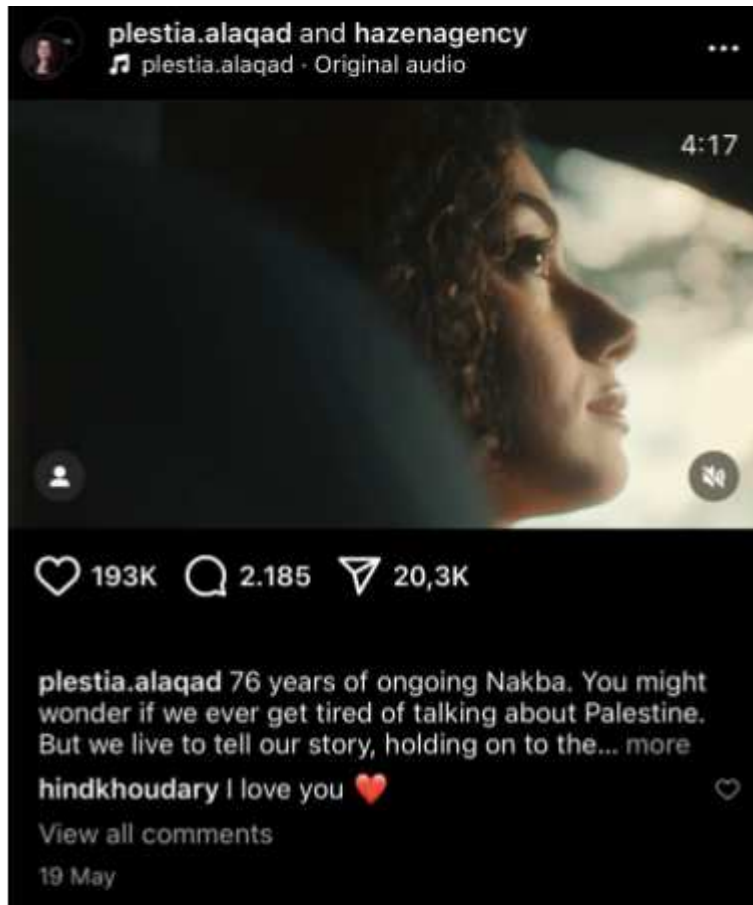 plestia.alaqad and hazenagency
plestia.alaqad · Original audio
4:17
193K 2.185 20,3K
plestia.alaqad 76 years of ongoing Nakba. You might
wonder if we ever get tired of talking about Palestine.
But we live to tell our story, holding on to the... more
hindkhoudary I love you ❤️
View all comments
19 May